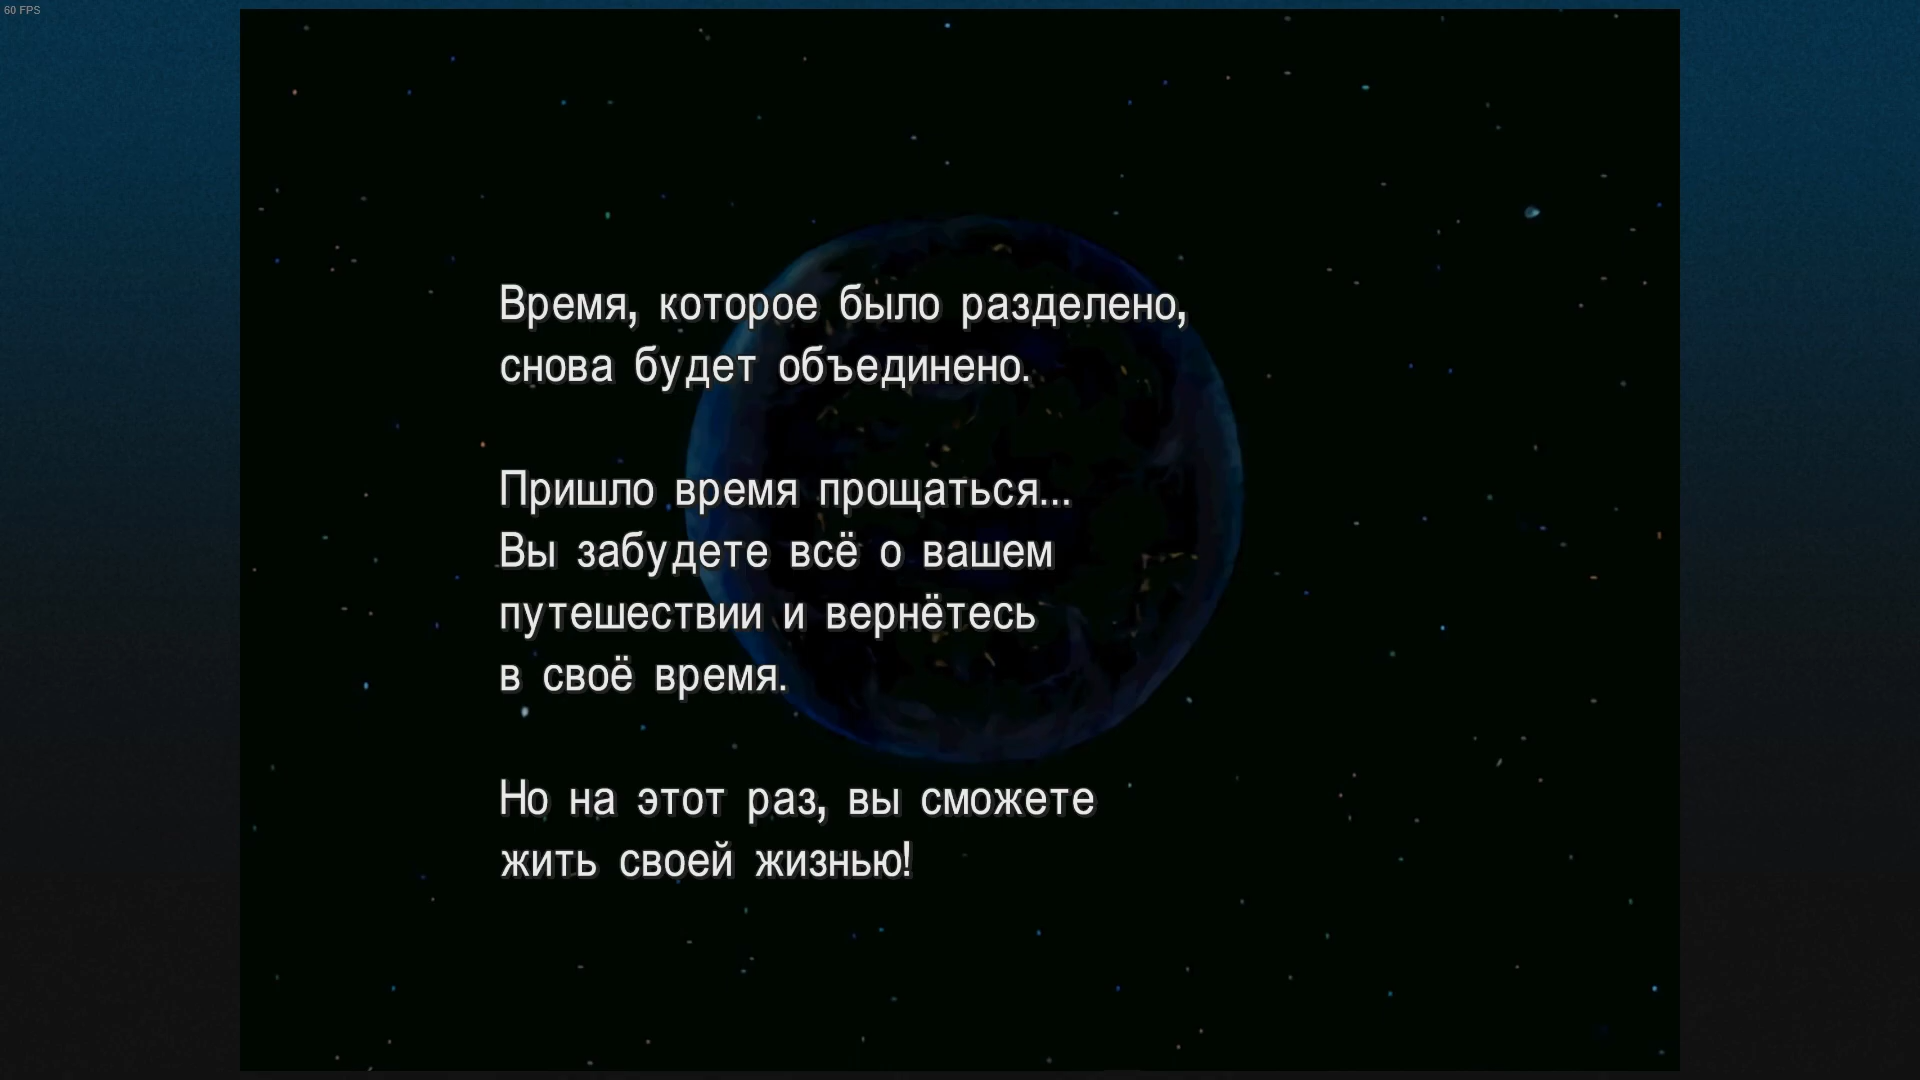 60 FPS
Время, которое было разделено,
снова будет объединено.
Пришло время прощаться...
Вы забудете всё о вашем
путешествии и вернётесь
в своё время.
Но на этот раз, вы сможете
жить своей жизнью!